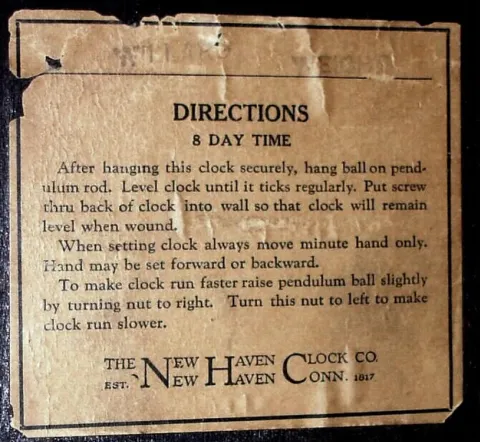 DIRECTIONS
8 DAY TIME
After hanging this clock securely, hang ball on pend-
ulum rod. Level clock until it ticks regularly. Put screw
thru back of clock into wall so that clock will remain
level when wound.
When setting clock always move minute hand only.
Hand may be set forward or backward.
To make clock run faster raise pendulum ball slightly
by turning nut to right. Turn this nut to left to make
clock run slower.
THE NEW HAVEN CLOCK CO.
EST. NEW HAVEN CONN. 1817